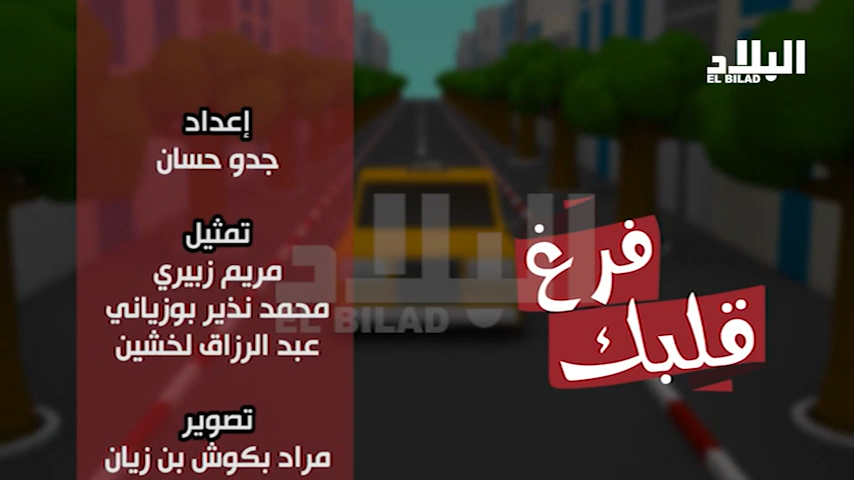 البلاد
EL BILAD
إعداد
جدو حسان
تمثيل
مريم زبيري
محمد نذير بوزياني
عبد الرزاق لخشين
تصوير
مراد بكوش بن زيان
فرّغ
قلبك
البلاد
EL BILAD